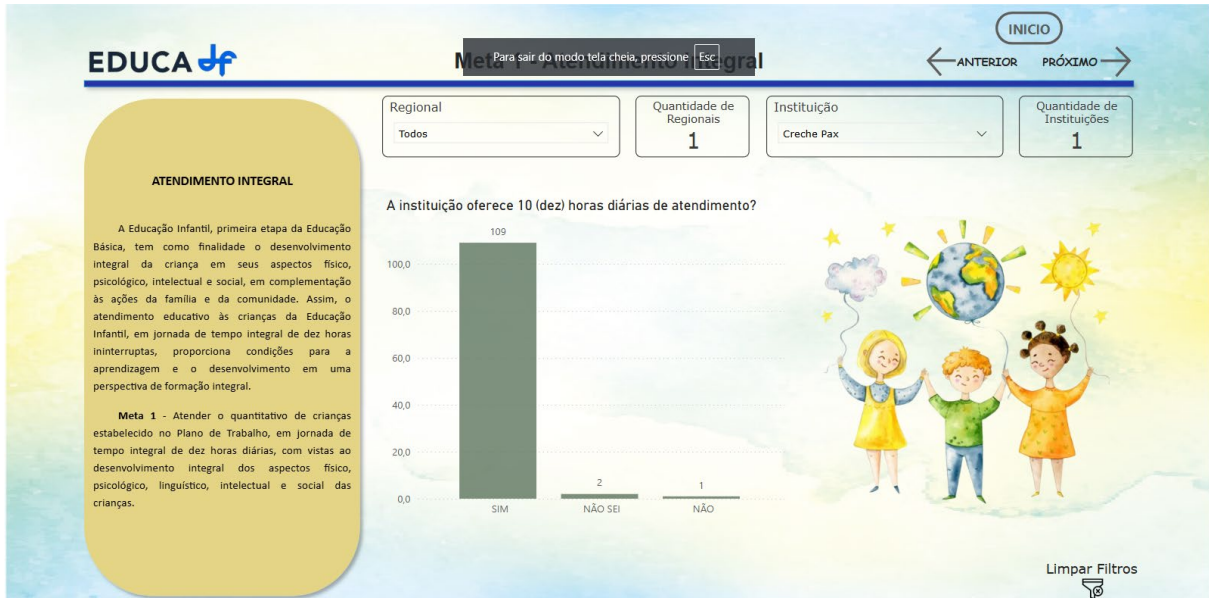 INICIO
EDUCA df
Meta 1 - Atendimento Integral
Para sair do modo tela cheia, pressione Esc
ANTERIOR
PRÓXIMO
Regional
Todos
Quantidade de
Regionais
1
Instituição
Creche Pax
Quantidade de
Instituições
1
ATENDIMENTO INTEGRAL
A Educação Infantil, primeira etapa da Educação
Básica, tem como finalidade o desenvolvimento
integral da criança em seus aspectos físico,
psicológico, intelectual e social, em complementação
às ações da família e da comunidade. Assim, o
atendimento educativo às crianças da Educação
Infantil, em jornada de tempo integral de dez horas
ininterruptas, proporciona condições para a
aprendizagem e o desenvolvimento em uma
perspectiva de formação integral.
Meta 1 - Atender o quantitativo de crianças
estabelecido no Plano de Trabalho, em jornada de
tempo integral de dez horas diárias, com vistas ao
desenvolvimento integral dos aspectos físico,
psicológico, linguístico, intelectual e social das
crianças.
A instituição oferece 10 (dez) horas diárias de atendimento?
109
100,0
80,0
60,0
40,0
20,0
2
1
0,0
SIM
NÃO SEI
NÃO
Limpar Filtros